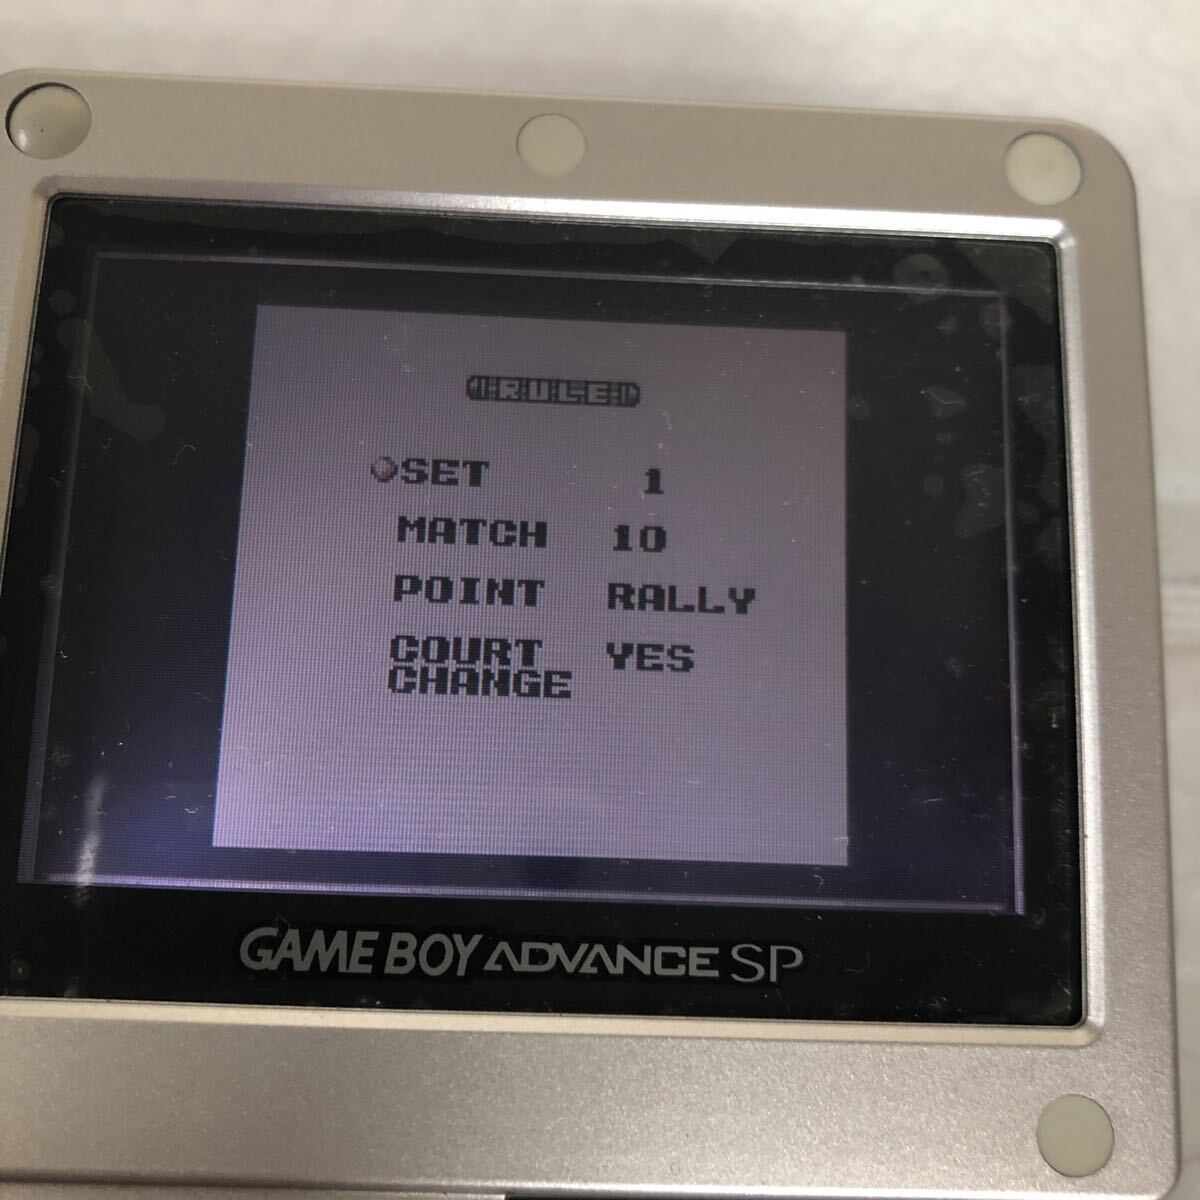 RULE
SET 1
MATCH 10
POINT RALLY
COURT CHANGE YES
GAME BOY ADVANCE SP